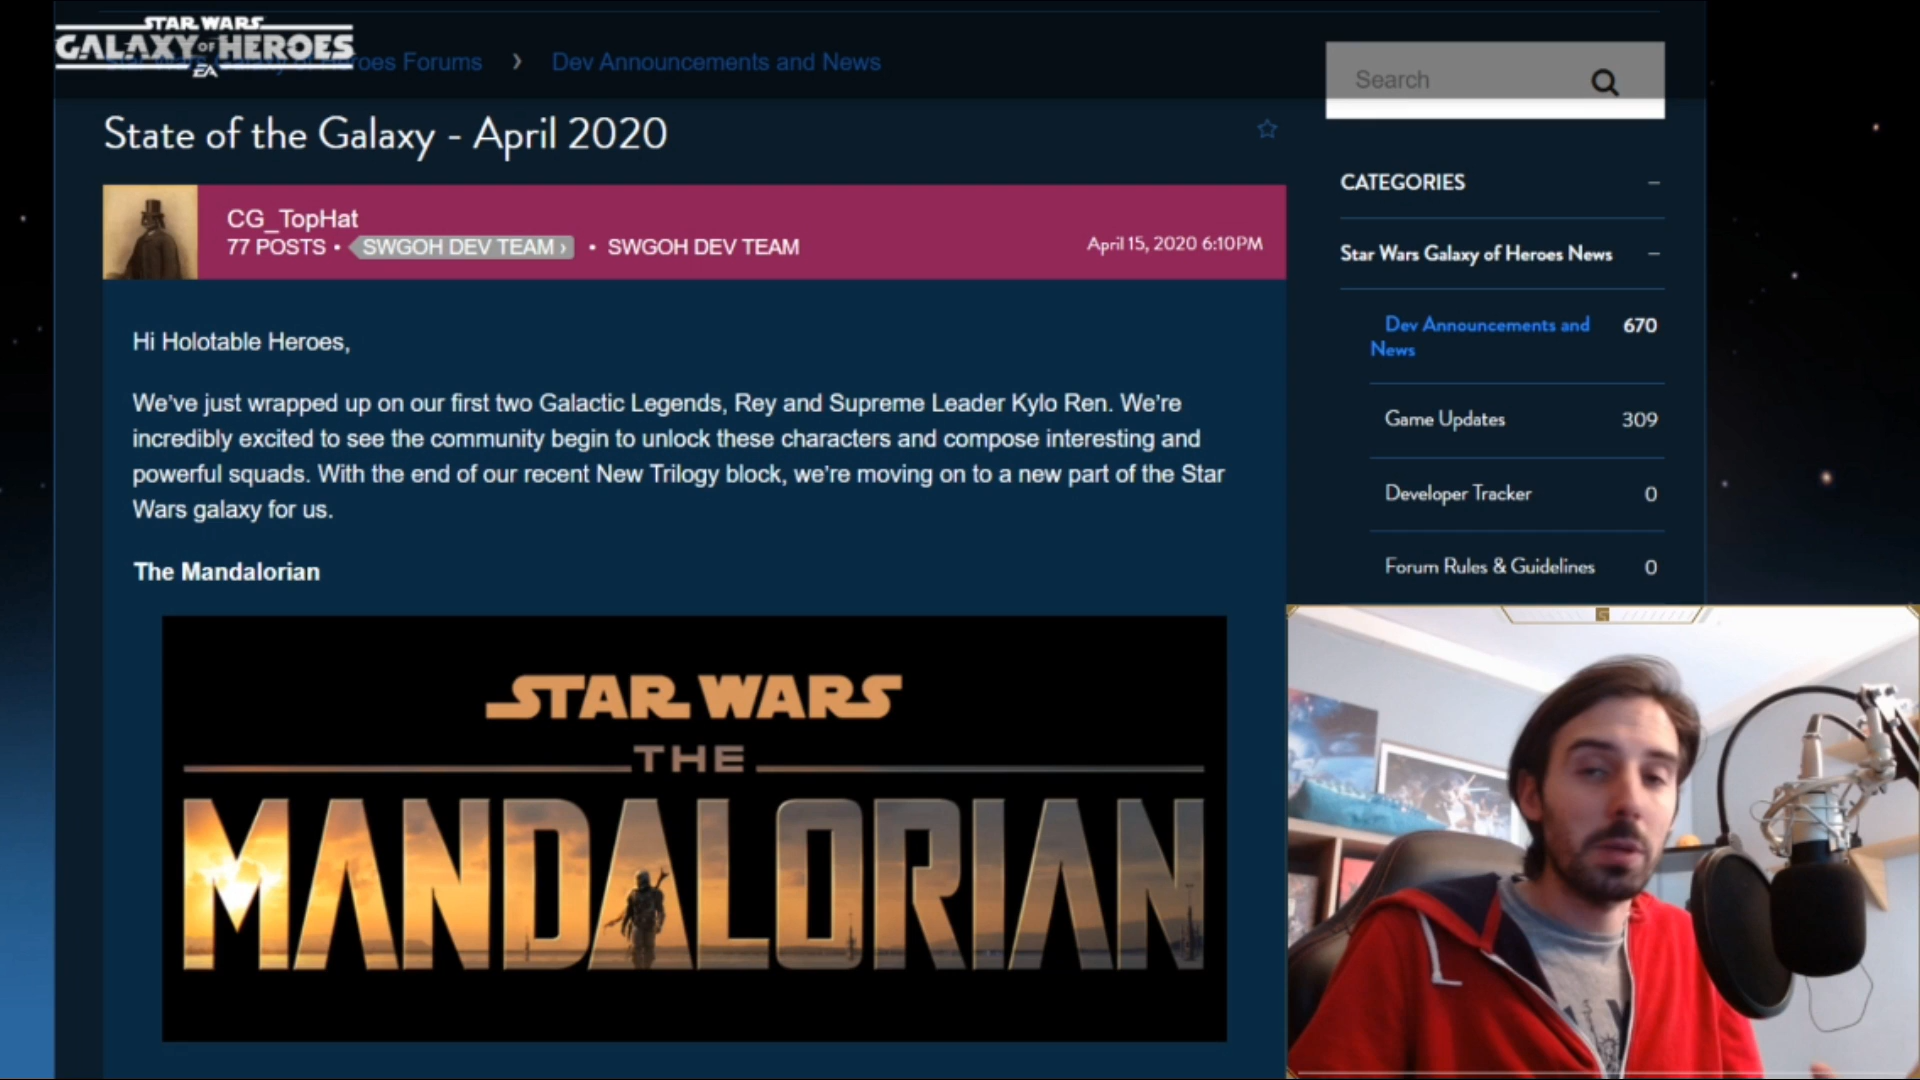 STAR WARS
GALAXY OF HEROES
EA
roes Forums › Dev Announcements and News
Search
State of the Galaxy - April 2020
CG_TopHat
77 POSTS • SWGOH DEV TEAM › • SWGOH DEV TEAM
April 15, 2020 6:10PM
Hi Holotable Heroes,
We've just wrapped up on our first two Galactic Legends, Rey and Supreme Leader Kylo Ren. We're
incredibly excited to see the community begin to unlock these characters and compose interesting and
powerful squads. With the end of our recent New Trilogy block, we're moving on to a new part of the Star
Wars galaxy for us.
The Mandalorian
STAR WARS
THE
MANDALORIAN
CATEGORIES –
Star Wars Galaxy of Heroes News –
Dev Announcements and 670
News
Game Updates 309
Developer Tracker 0
Forum Rules & Guidelines 0